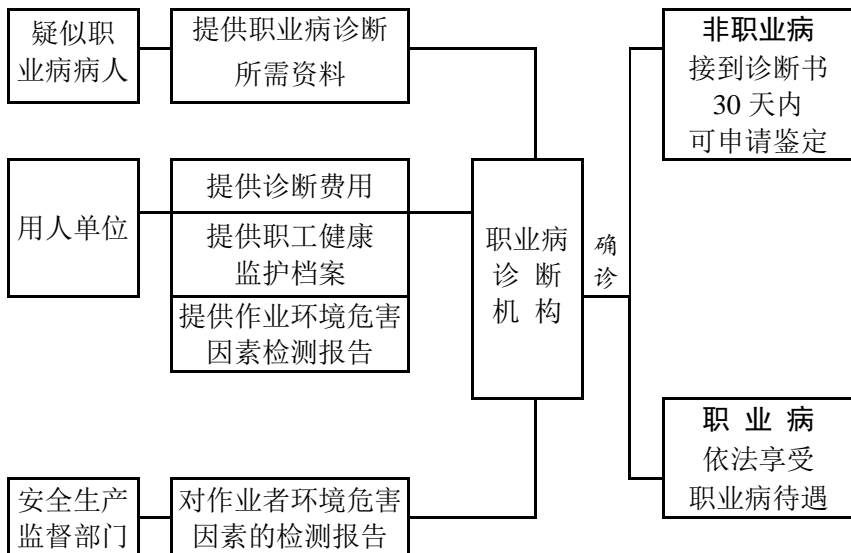 疑似职
业病病人
提供职业病诊断
所需资料
用人单位
提供诊断费用
提供职工健康
监护档案
提供作业环境危害
因素检测报告
安全生产
监督部门
对作业者环境危害
因素的检测报告
职业病
诊 断
机 构
确
诊
非职业病
接到诊断书
30 天内
可申请鉴定
职 业 病
依法享受
职业病待遇